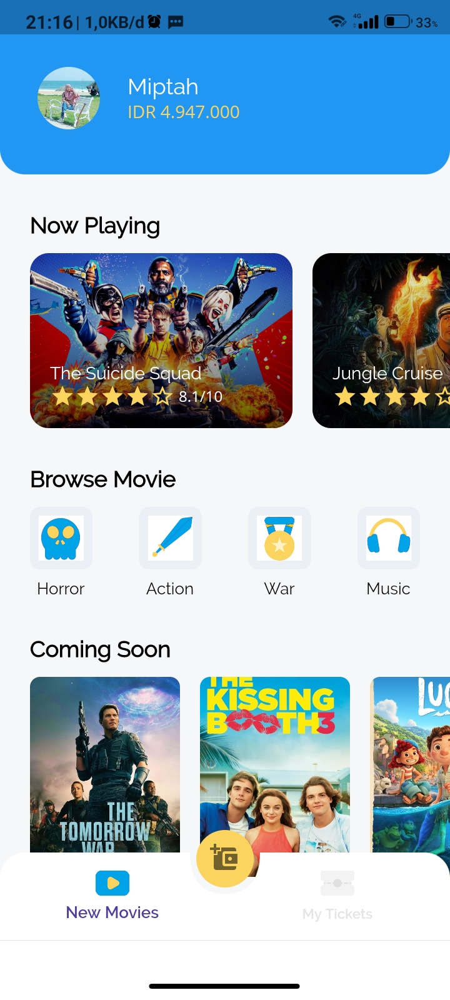 21:16 | 1,0KB/d
4G
33%
Miptah
IDR 4.947.000
Now Playing
The Suicide Squad
8.1/10
Jungle Cruise
Browse Movie
Horror
Action
War
Music
Coming Soon
THE
TOMORROW
WAR
THE
KISSING
BOOTH3
LUC
New Movies
My Tickets